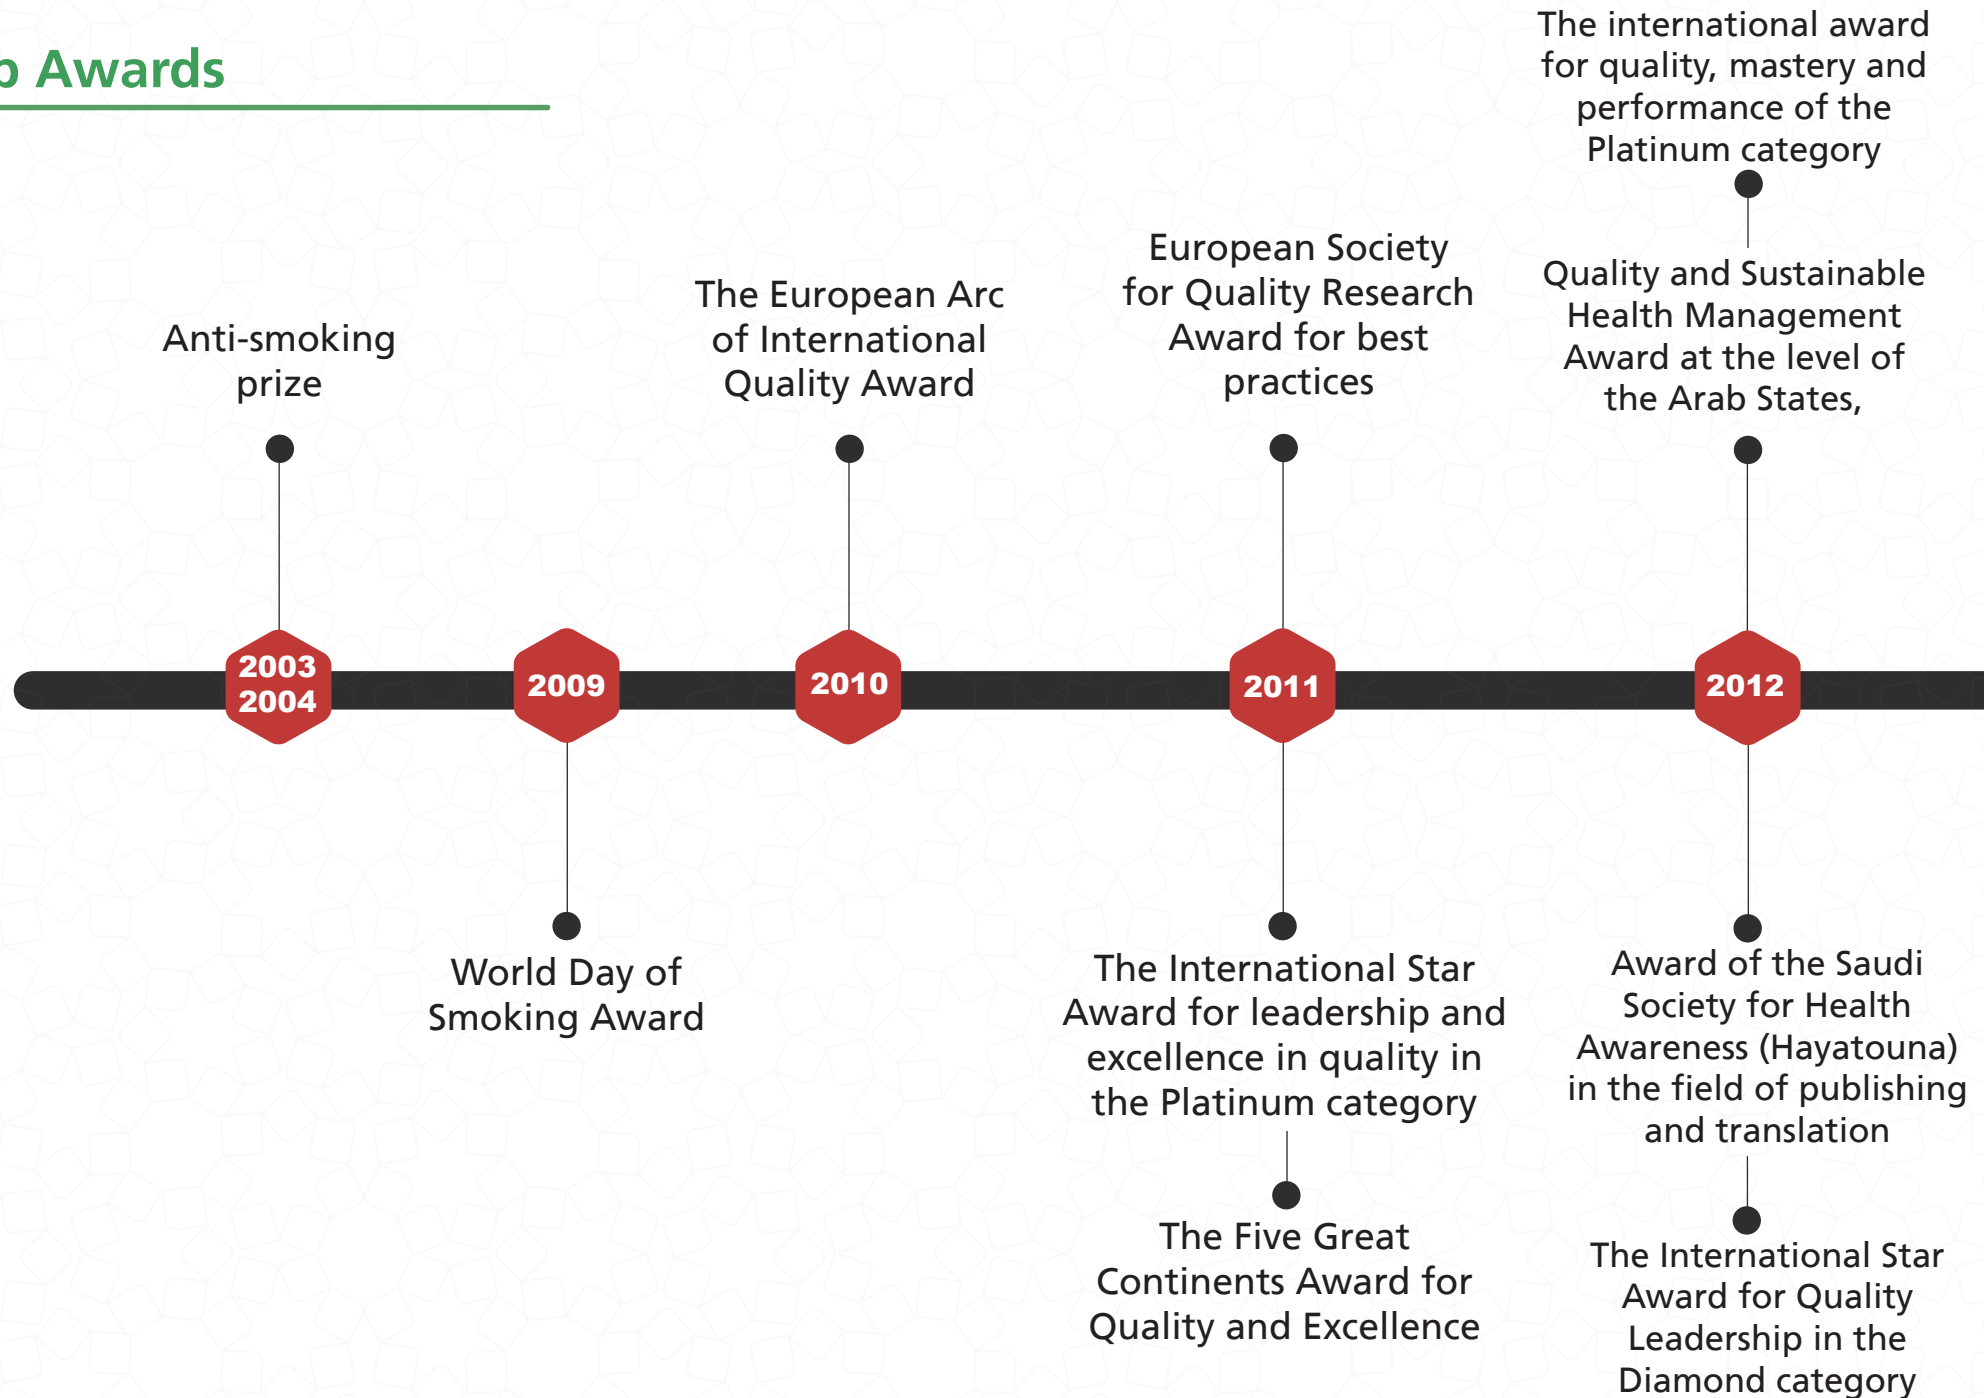 Awards
The international award
for quality, mastery and
performance of the
Platinum category
Quality and Sustainable
Health Management
Award at the level of
the Arab States,
European Society
for Quality Research
Award for best
practices
The European Arc
of International
Quality Award
Anti-smoking
prize
2003
2004
2009
2010
2011
2012
World Day of
Smoking Award
The International Star
Award for leadership and
excellence in quality in
the Platinum category
The Five Great
Continents Award for
Quality and Excellence
Award of the Saudi
Society for Health
Awareness (Hayatouna)
in the field of publishing
and translation
The International Star
Award for Quality
Leadership in the
Diamond category